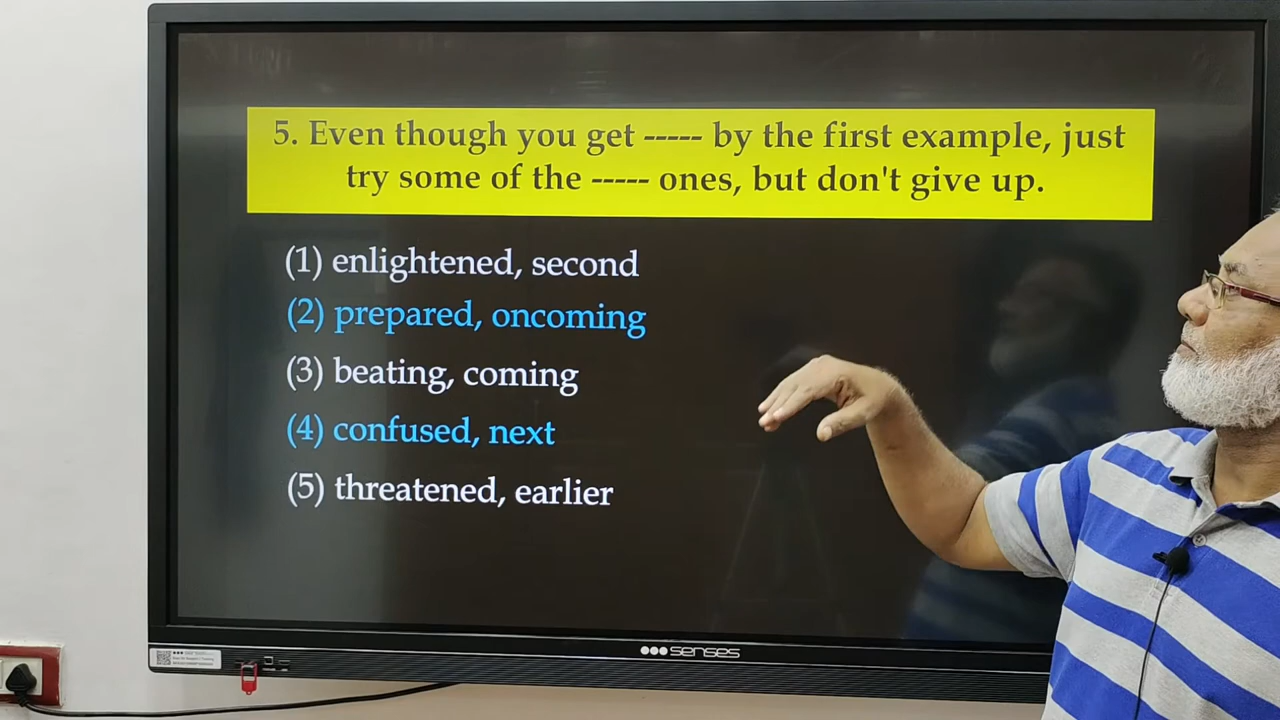 5. Even though you get ----- by the first example, just
try some of the ----- ones, but don't give up.
(1) enlightened, second
(2) prepared, oncoming
(3) beating, coming
(4) confused, next
(5) threatened, earlier
senses